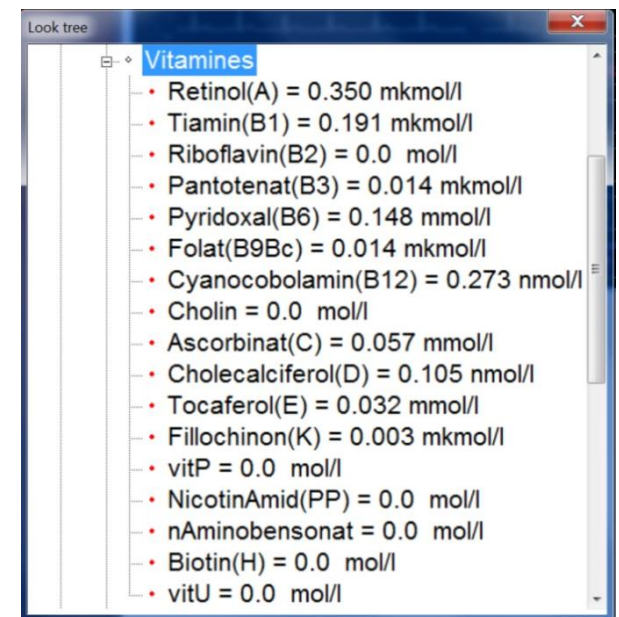 Look tree
Vitamines
Retinol(A) = 0.350 mkmol/l
Tiamin(B1) = 0.191 mkmol/l
Riboflavin(B2) = 0.0 mol/l
Pantotenat(B3) = 0.014 mkmol/l
Pyridoxal(B6) = 0.148 mmol/l
Folat(B9Bc) = 0.014 mkmol/l
Cyanocobolamin(B12) = 0.273 nmol/l
Cholin = 0.0 mol/l
Ascorbinat(C) = 0.057 mmol/l
Cholecalciferol(D) = 0.105 nmol/l
Tocaferol(E) = 0.032 mmol/l
Fillochinon(K) = 0.003 mkmol/l
vitP = 0.0 mol/l
NicotinAmid(PP) = 0.0 mol/l
nAminobensonat = 0.0 mol/l
Biotin(H) = 0.0 mol/l
vitU = 0.0 mol/l